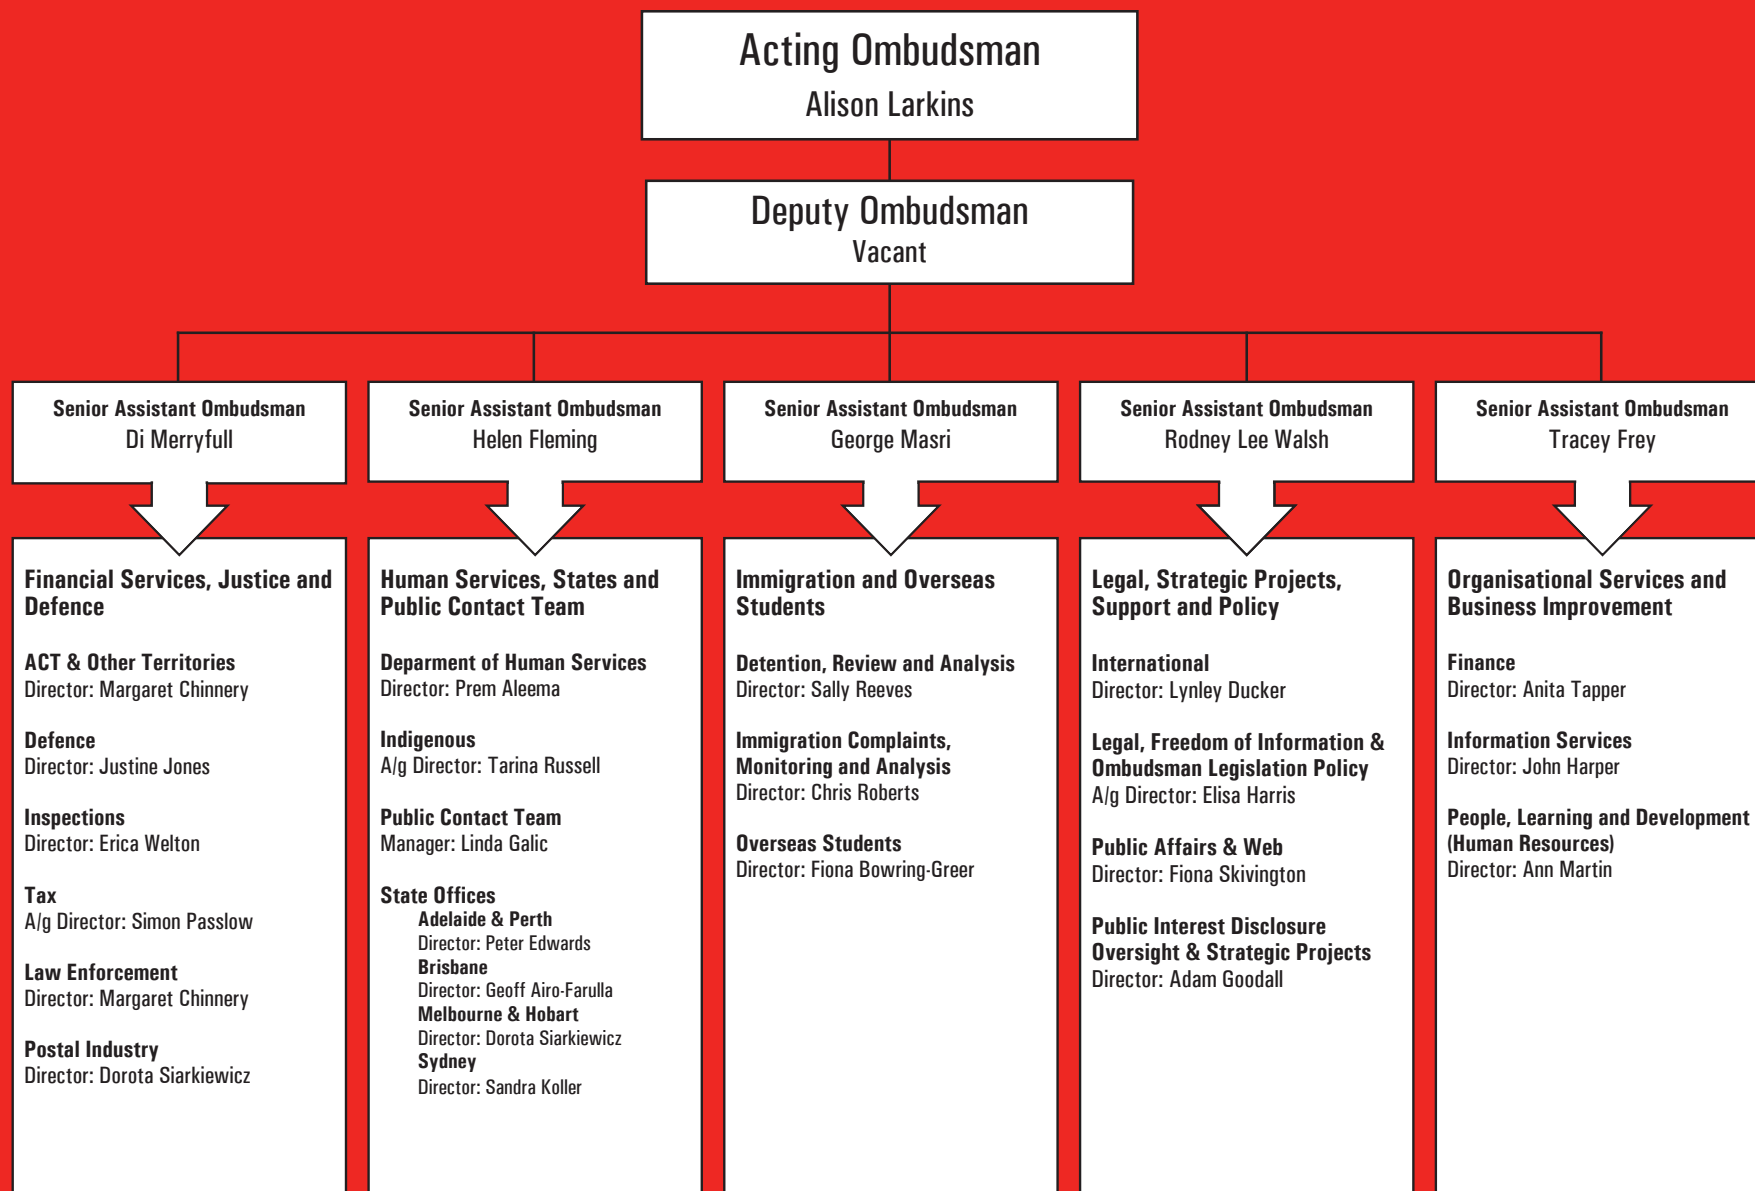 Acting Ombudsman
Alison Larkins
Deputy Ombudsman
Vacant
Senior Assistant Ombudsman
Di Merryfull
Senior Assistant Ombudsman
Helen Fleming
Senior Assistant Ombudsman
George Masri
Senior Assistant Ombudsman
Rodney Lee Walsh
Senior Assistant Ombudsman
Tracey Frey
Financial Services, Justice and
Defence
ACT & Other Territories
Director: Margaret Chinnery
Defence
Director: Justine Jones
Inspections
Director: Erica Welton
Tax
A/g Director: Simon Passlow
Law Enforcement
Director: Margaret Chinnery
Postal Industry
Director: Dorota Siarkiewicz
Human Services, States and
Public Contact Team
Deparment of Human Services
Director: Prem Aleema
Indigenous
A/g Director: Tarina Russell
Public Contact Team
Manager: Linda Galic
State Offices
Adelaide & Perth
Director: Peter Edwards
Brisbane
Director: Geoff Airo-Farulla
Melbourne & Hobart
Director: Dorota Siarkiewicz
Sydney
Director: Sandra Koller
Immigration and Overseas
Students
Detention, Review and Analysis
Director: Sally Reeves
Immigration Complaints,
Monitoring and Analysis
Director: Chris Roberts
Overseas Students
Director: Fiona Bowring-Greer
Legal, Strategic Projects,
Support and Policy
International
Director: Lynley Ducker
Legal, Freedom of Information &
Ombudsman Legislation Policy
A/g Director: Elisa Harris
Public Affairs & Web
Director: Fiona Skivington
Public Interest Disclosure
Oversight & Strategic Projects
Director: Adam Goodall
Organisational Services and
Business Improvement
Finance
Director: Anita Tapper
Information Services
Director: John Harper
People, Learning and Development
(Human Resources)
Director: Ann Martin